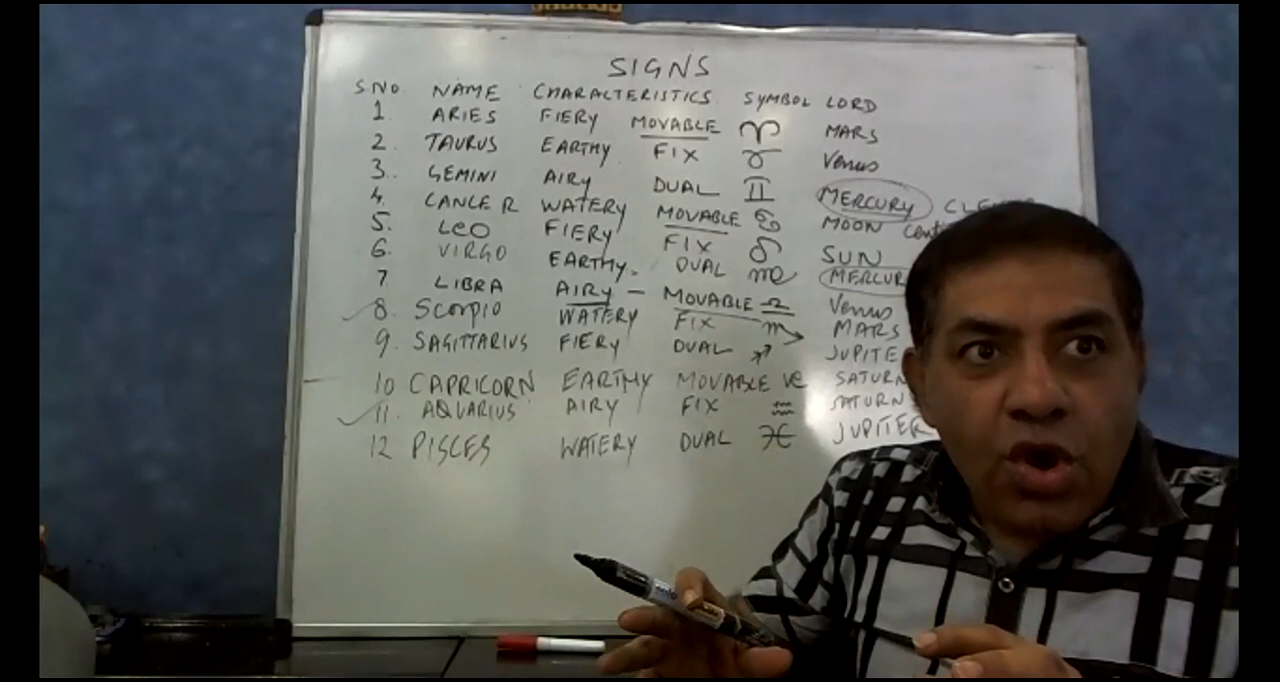 SIGNS
S NO. NAME CHARACTERISTICS SYMBOL LORD
1. ARIES FIERY MOVABLE ♈ MARS
2. TAURUS EARTHY FIX ♉ Venus
3. GEMINI AIRY DUAL ♊ MERCURY
4. CANCER WATERY MOVABLE ♋ MOON
5. LEO FIERY FIX ♌ SUN
6. VIRGO EARTHY DUAL ♍ MERCUR
7 LIBRA AIRY - MOVABLE ♎ Venus
8. Scorpio WATERY FIX ♏ MARS
9. SAGITTARIUS FIERY DUAL ♐ JUPITE
10 CAPRICORN EARTHY MOVABLE ♑ SATURN
11. AQUARIUS AIRY FIX ♒ SATURN
12 PISCES WATERY DUAL ♓ JUPITER